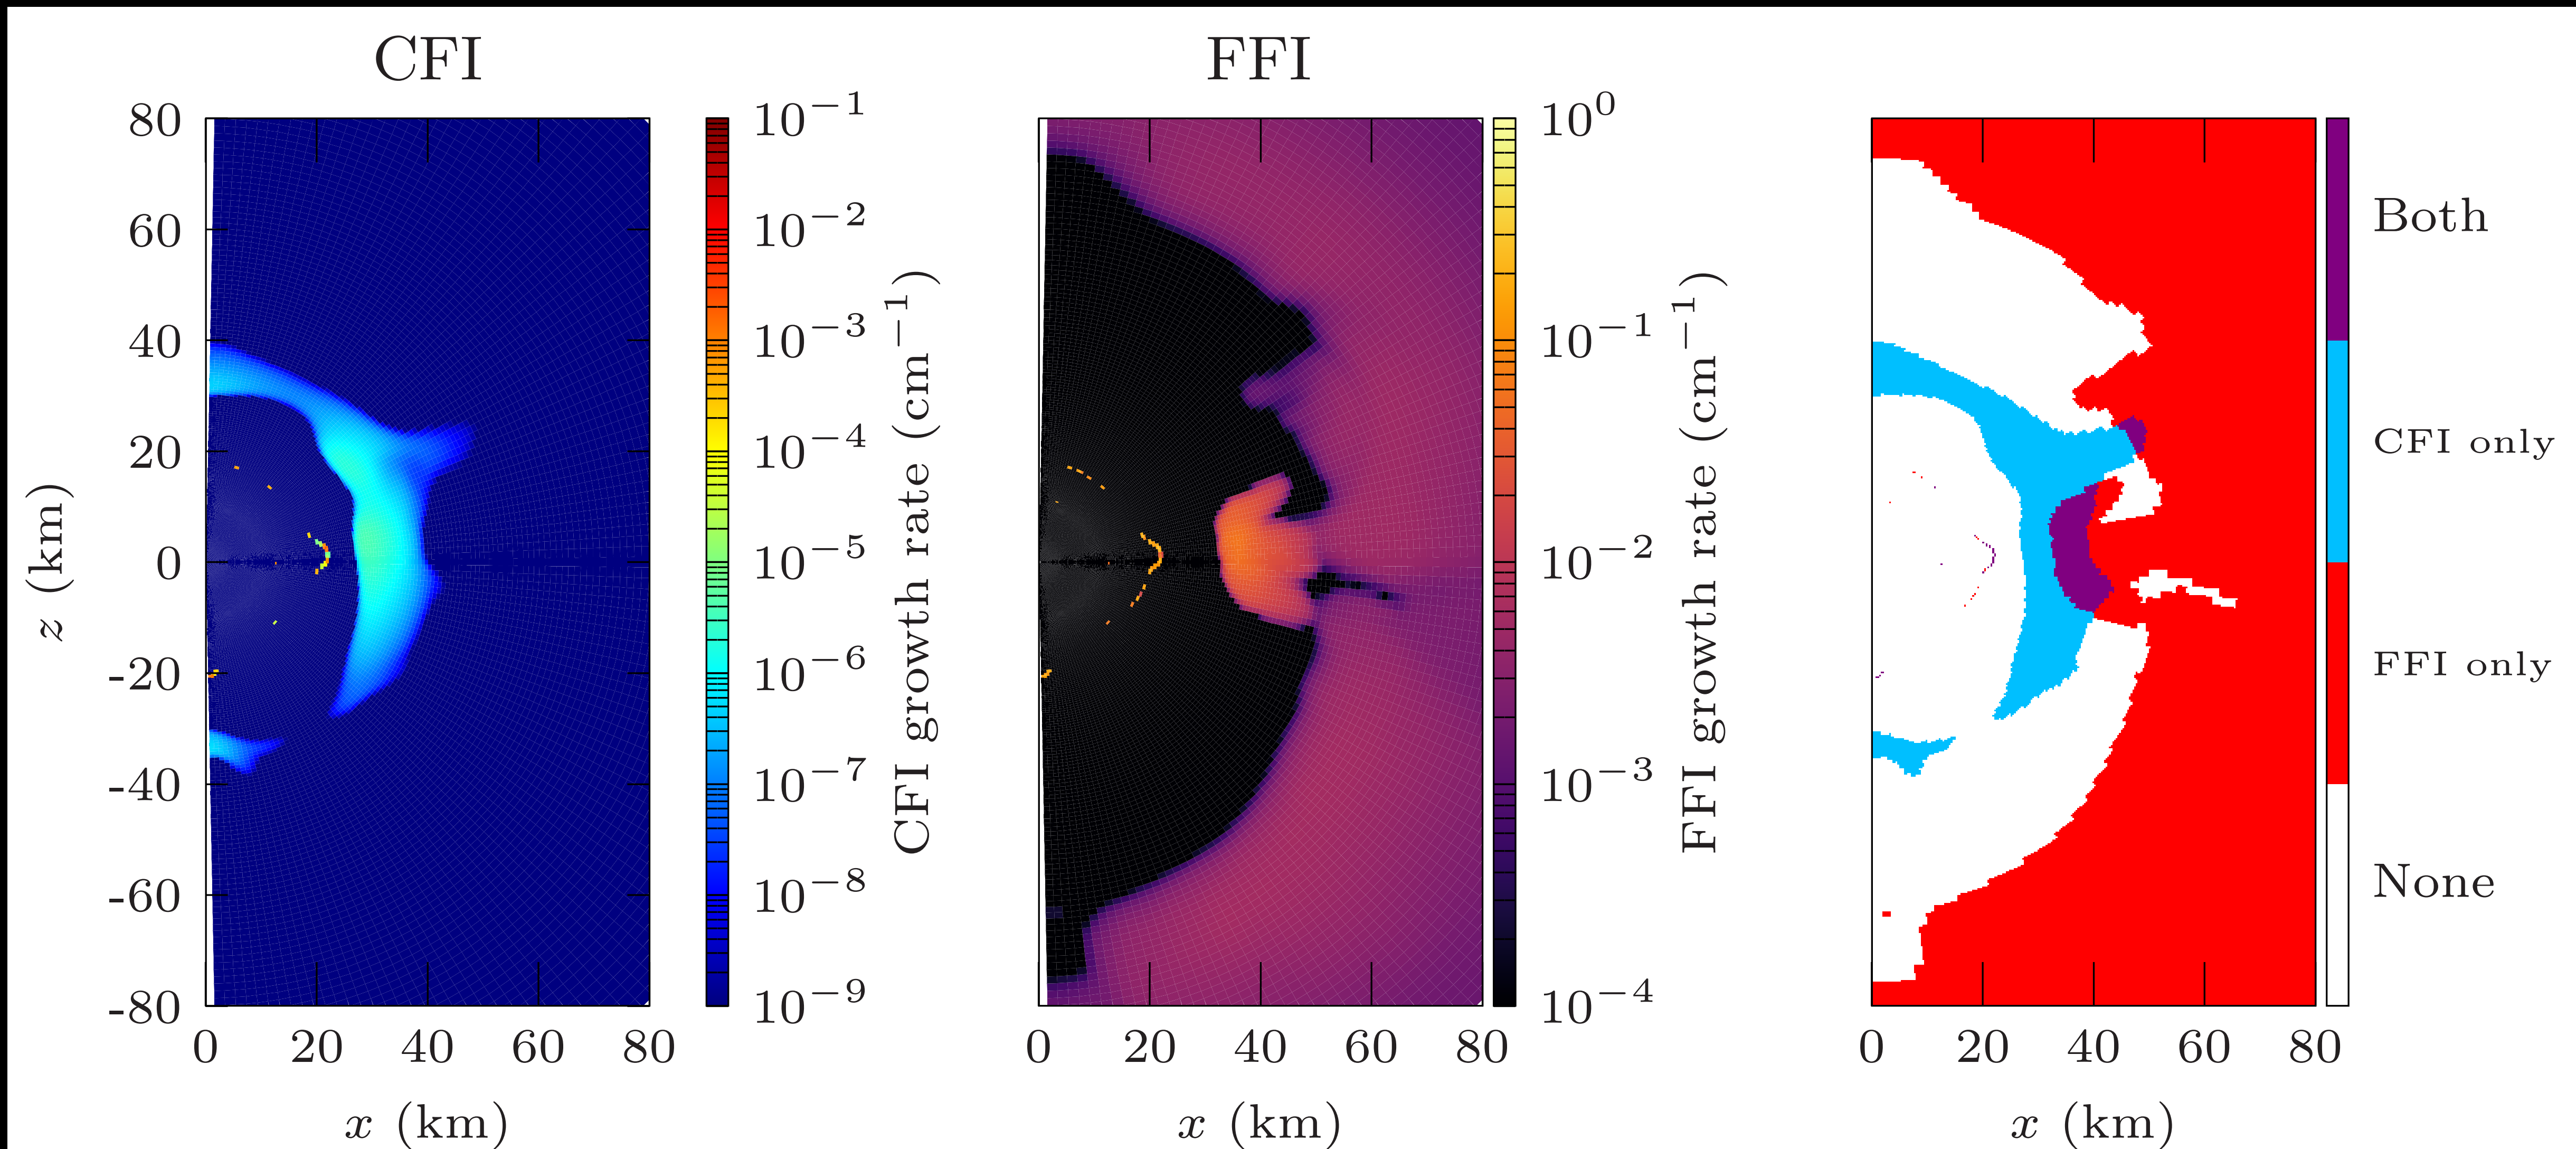 CFI
80
60
40
20
0
-20
-40
-60
-80
z (km)
0 20 40 60 80
x (km)
10⁻¹
10⁻²
10⁻³
10⁻⁴
10⁻⁵
10⁻⁶
10⁻⁷
10⁻⁸
10⁻⁹
CFI growth rate (cm⁻¹)
FFI
0 20 40 60 80
x (km)
10⁰
10⁻¹
10⁻²
10⁻³
10⁻⁴
FFI growth rate (cm⁻¹)
0 20 40 60 80
x (km)
Both
CFI only
FFI only
None